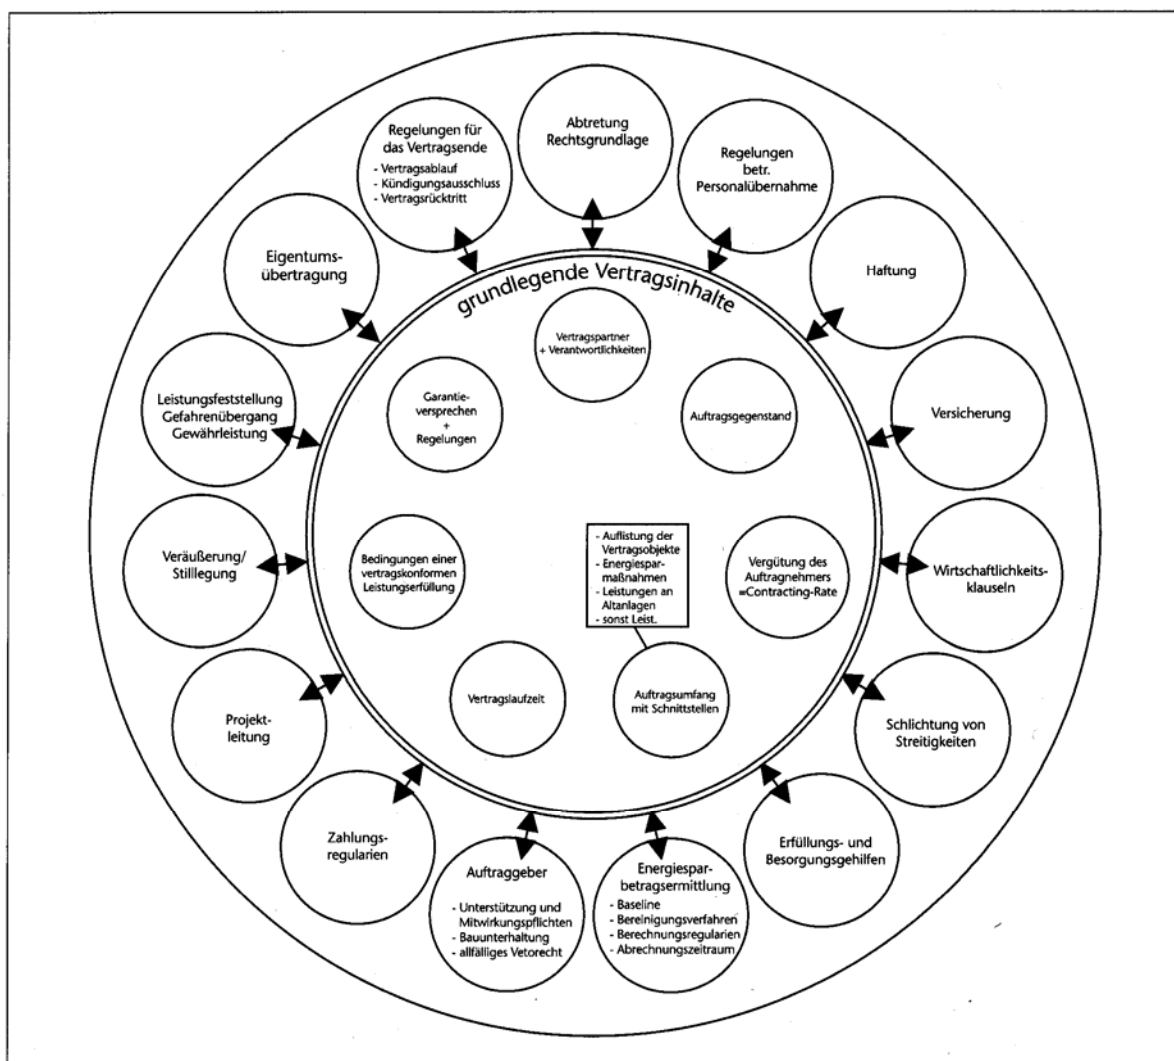 Abtretung
Rechtsgrundlage
Regelungen
betr.
Personalübernahme
Haftung
Versicherung
Wirtschaftlichkeits-
klauseln
Schlichtung von
Streitigkeiten
Erfüllungs- und
Besorgungsgehilfen
Energiespar-
betragsermittlung
- Baseline
- Bereinigungsverfahren
- Berechnungsregularien
- Abrechnungszeitraum
Auftraggeber
- Unterstützung und
Mitwirkungspflichten
- Bauunterhaltung
- allfälliges Vetorecht
Zahlungs-
regularien
Projekt-
leitung
Veräußerung/
Stilllegung
Leistungsfeststellung
Gefahrenübergang
Gewährleistung
Eigentums-
übertragung
Regelungen für
das Vertragsende
- Vertragsablauf
- Kündigungsausschluss
- Vertragsrücktritt
grundlegende Vertragsinhalte
Vertragspartner
+ Verantwortlichkeiten
Auftragsgegenstand
Vergütung des
Auftragnehmers
=Contracting-Rate
- Auflistung der
Vertragsobjekte
- Energiespar-
maßnahmen
- Leistungen an
Altanlagen
- sonst Leist.
Auftragsumfang
mit Schnittstellen
Vertragslaufzeit
Bedingungen einer
vertragskonformen
Leistungserfüllung
Garantie-
versprechen
+
Regelungen